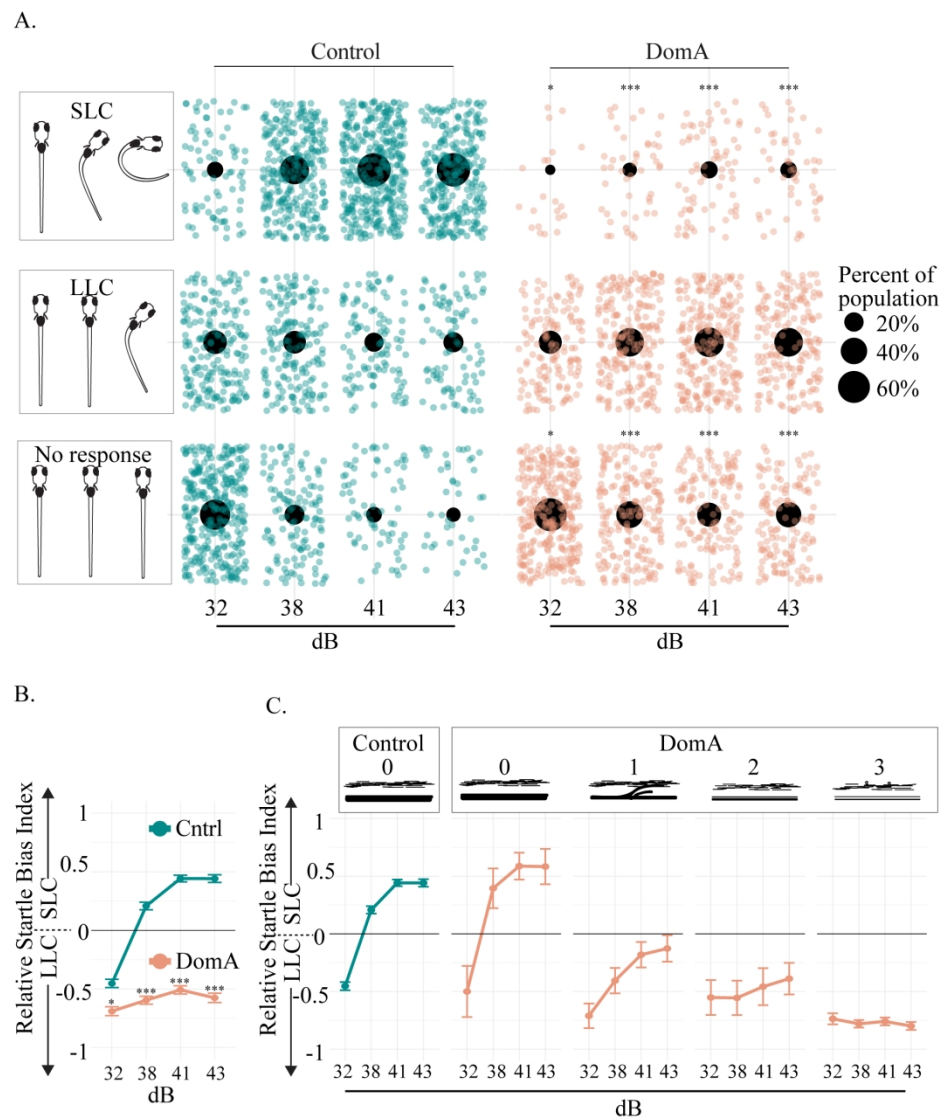 A.
Control
DomA
* *** *** ***
SLC
LLC
Percent of
population
20%
40%
60%
* *** *** ***
No response
32 38 41 43
dB
32 38 41 43
dB
B.
Relative Startle Bias Index
LLC SLC
1
0.5
0
-0.5
-1
Cntrl
DomA
* *** *** ***
32 38 41 43
dB
C.
Control
0
DomA
0 1 2 3
Relative Startle Bias Index
LLC SLC
1
0.5
0
-0.5
-1
32 38 41 43
32 38 41 43
32 38 41 43
32 38 41 43
32 38 41 43
dB